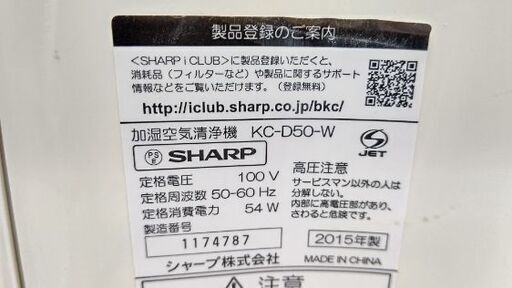 製品登録のご案内
<SHARP i CLUB>に製品登録いただくと、
消耗品（フィルターなど）や製品に関するサポート
情報などをご覧いただけます。（登録無料）
http://iclub.sharp.co.jp/bkc/
加湿空気清浄機 KC-D50-W
PS E SHARP
JET
定格電圧 100 V
定格周波数 50-60 Hz
定格消費電力 54 W
製造番号
1174787
シャープ株式会社
高圧注意
サービスマン以外の人は
分解しない。
内部に高電圧部があり、
さわると危険です。
2015年製
MADE IN CHINA
注意